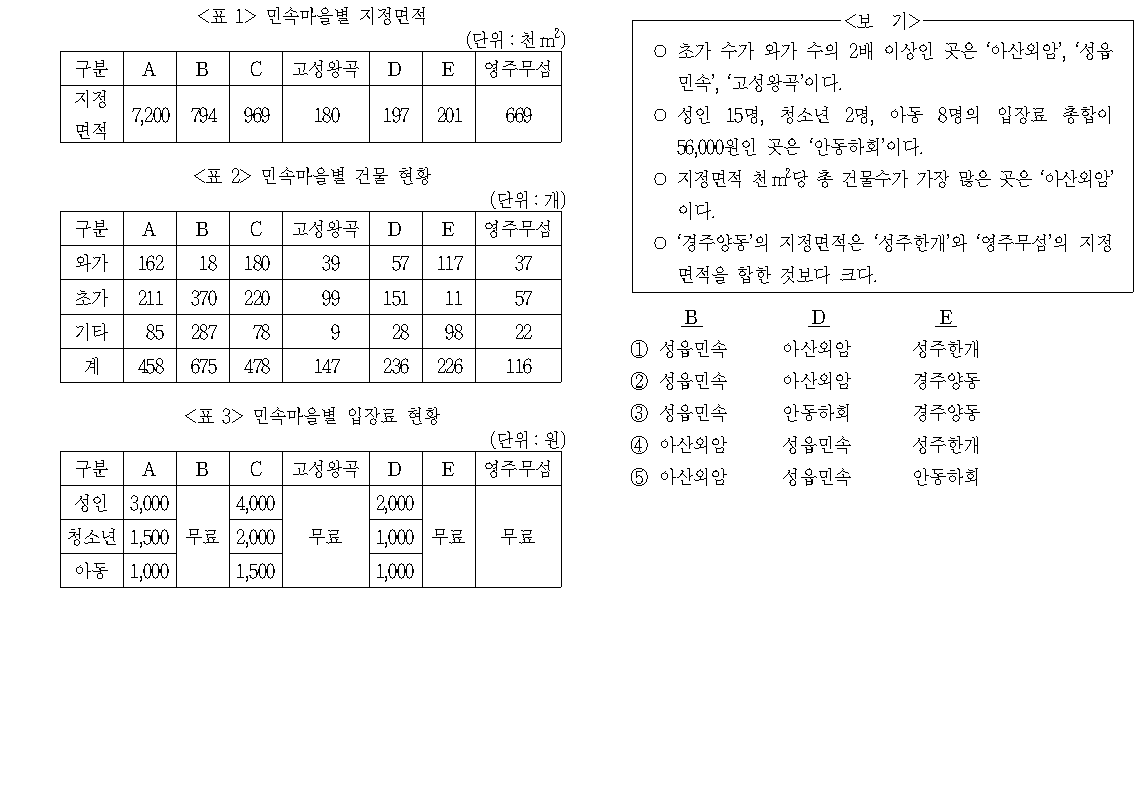 <표 1> 민속마을별 지정면적
(단위 : 천㎡)
구분 A B C 고성왕곡 D E 영주무섬
지정
면적 7,200 794 969 180 197 201 669
<표 2> 민속마을별 건물 현황
(단위 : 개)
구분 A B C 고성왕곡 D E 영주무섬
와가 162 18 180 39 57 117 37
초가 211 370 220 99 151 11 57
기타 85 287 78 9 28 98 22
계 458 675 478 147 236 226 116
<표 3> 민속마을별 입장료 현황
(단위 : 원)
구분 A B C 고성왕곡 D E 영주무섬
성인 3,000 4,000 2,000
청소년 1,500 무료 2,000 무료 1,000 무료 무료
아동 1,000 1,500 1,000
<보 기>
○ 초가 수가 와가 수의 2배 이상인 곳은 ‘아산외암’, ‘성읍
민속’, ‘고성왕곡’이다.
○ 성인 15명, 청소년 2명, 아동 8명의 입장료 총합이
56,000원인 곳은 ‘안동하회’이다.
○ 지정면적 천㎡당 총 건물수가 가장 많은 곳은 ‘아산외암’
이다.
○ ‘경주양동’의 지정면적은 ‘성주한개’와 ‘영주무섬’의 지정
면적을 합한 것보다 크다.
B D E
① 성읍민속 아산외암 성주한개
② 성읍민속 아산외암 경주양동
③ 성읍민속 안동하회 경주양동
④ 아산외암 성읍민속 성주한개
⑤ 아산외암 성읍민속 안동하회